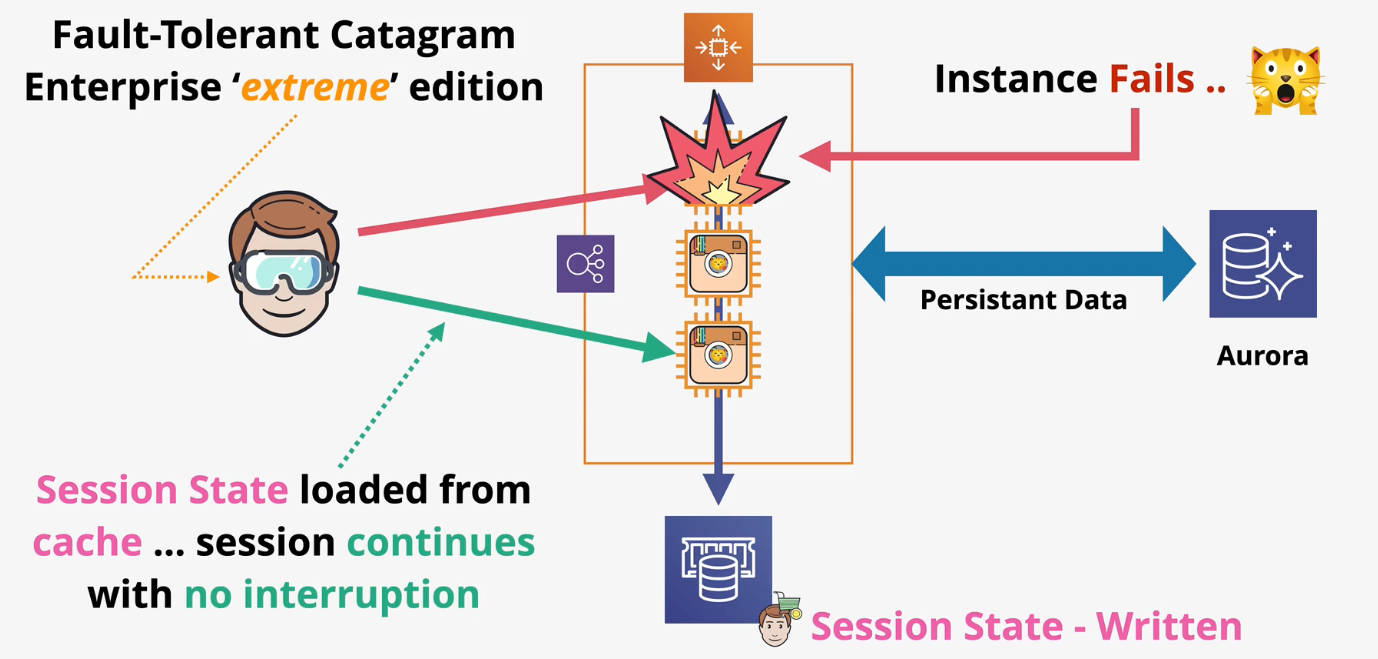 Fault-Tolerant Catagram
Enterprise ‘extreme’ edition
Instance Fails ..
Persistant Data
Aurora
Session State loaded from
cache ... session continues
with no interruption
Session State - Written